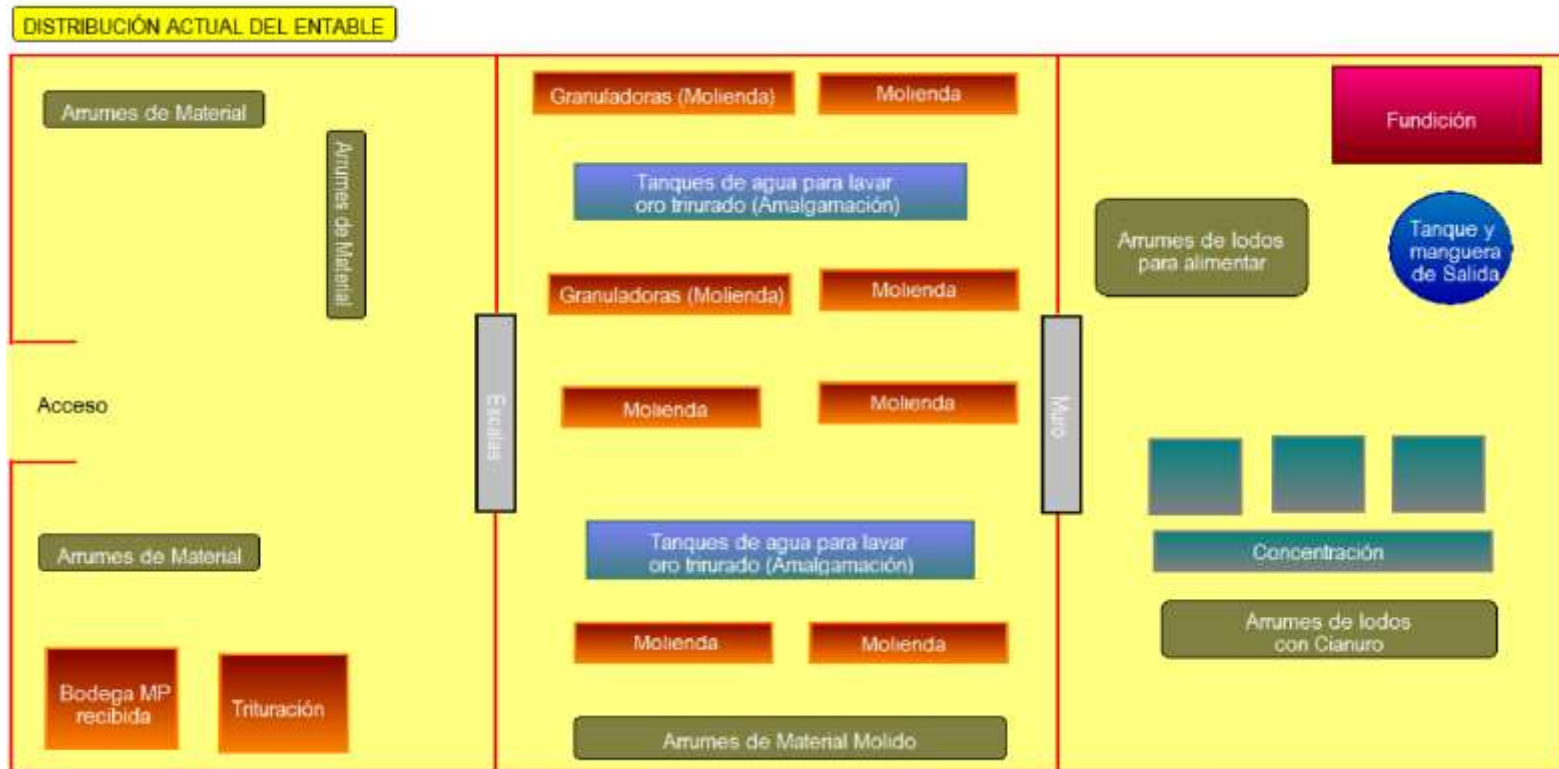 DISTRIBUCIÓN ACTUAL DEL ENTABLE
Arrumes de Material
Arrumes de Material
Acceso
Arrumes de Material
Bodega MP
recibida
Trituración
Escalas
Granuladoras (Molienda)
Molienda
Tanques de agua para lavar
oro trirurado (Amalgamación)
Granuladoras (Molienda)
Molienda
Molienda
Molienda
Tanques de agua para lavar
oro trirurado (Amalgamación)
Molienda
Molienda
Arrumes de Material Molido
Muro
Fundición
Arrumes de lodos
para alimentar
Tanque y
manguera
de Salida
Concentración
Arrumes de lodos
con Cianuro